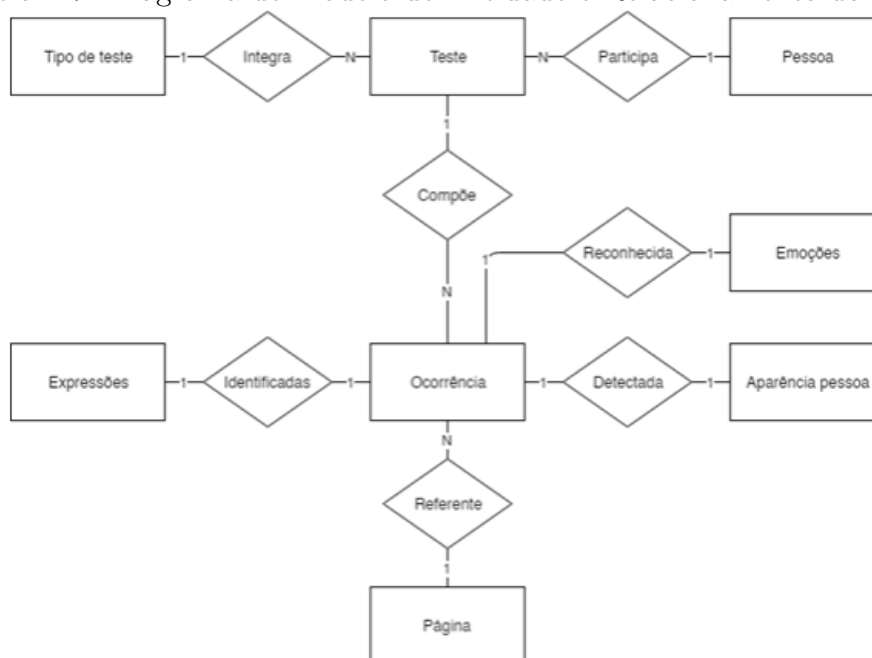 Tipo de teste 1 Integra N Teste N Participa 1 Pessoa
1
Compõe
N
1 Reconhecida 1 Emoções
Expressões 1 Identificadas 1 Ocorrência 1 Detectada 1 Aparência pessoa
N
Referente
1
Página